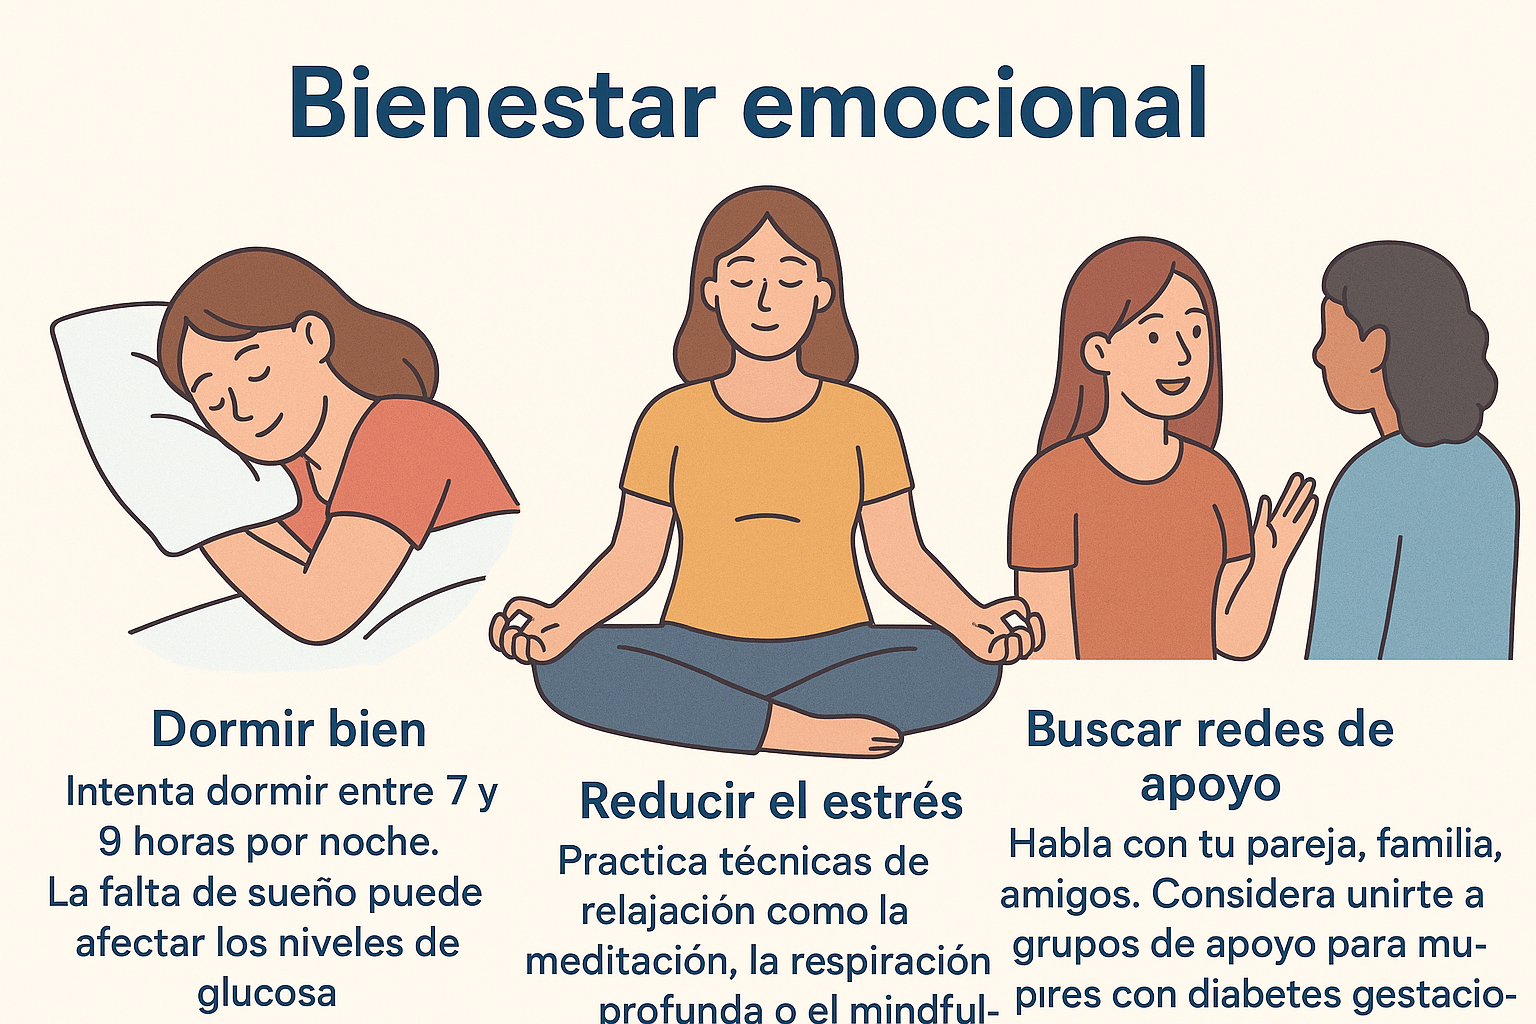 Bienestar emocional
Dormir bien
Intenta dormir entre 7 y
9 horas por noche.
La falta de sueño puede
afectar los niveles de
glucosa
Reducir el estrés
Practica técnicas de
relajación como la
meditación, la respiración
profunda o el mindful-
Buscar redes de
apoyo
Habla con tu pareja, familia,
amigos. Considera unirte a
grupos de apoyo para mu-
pıres con diabetes gestacio-